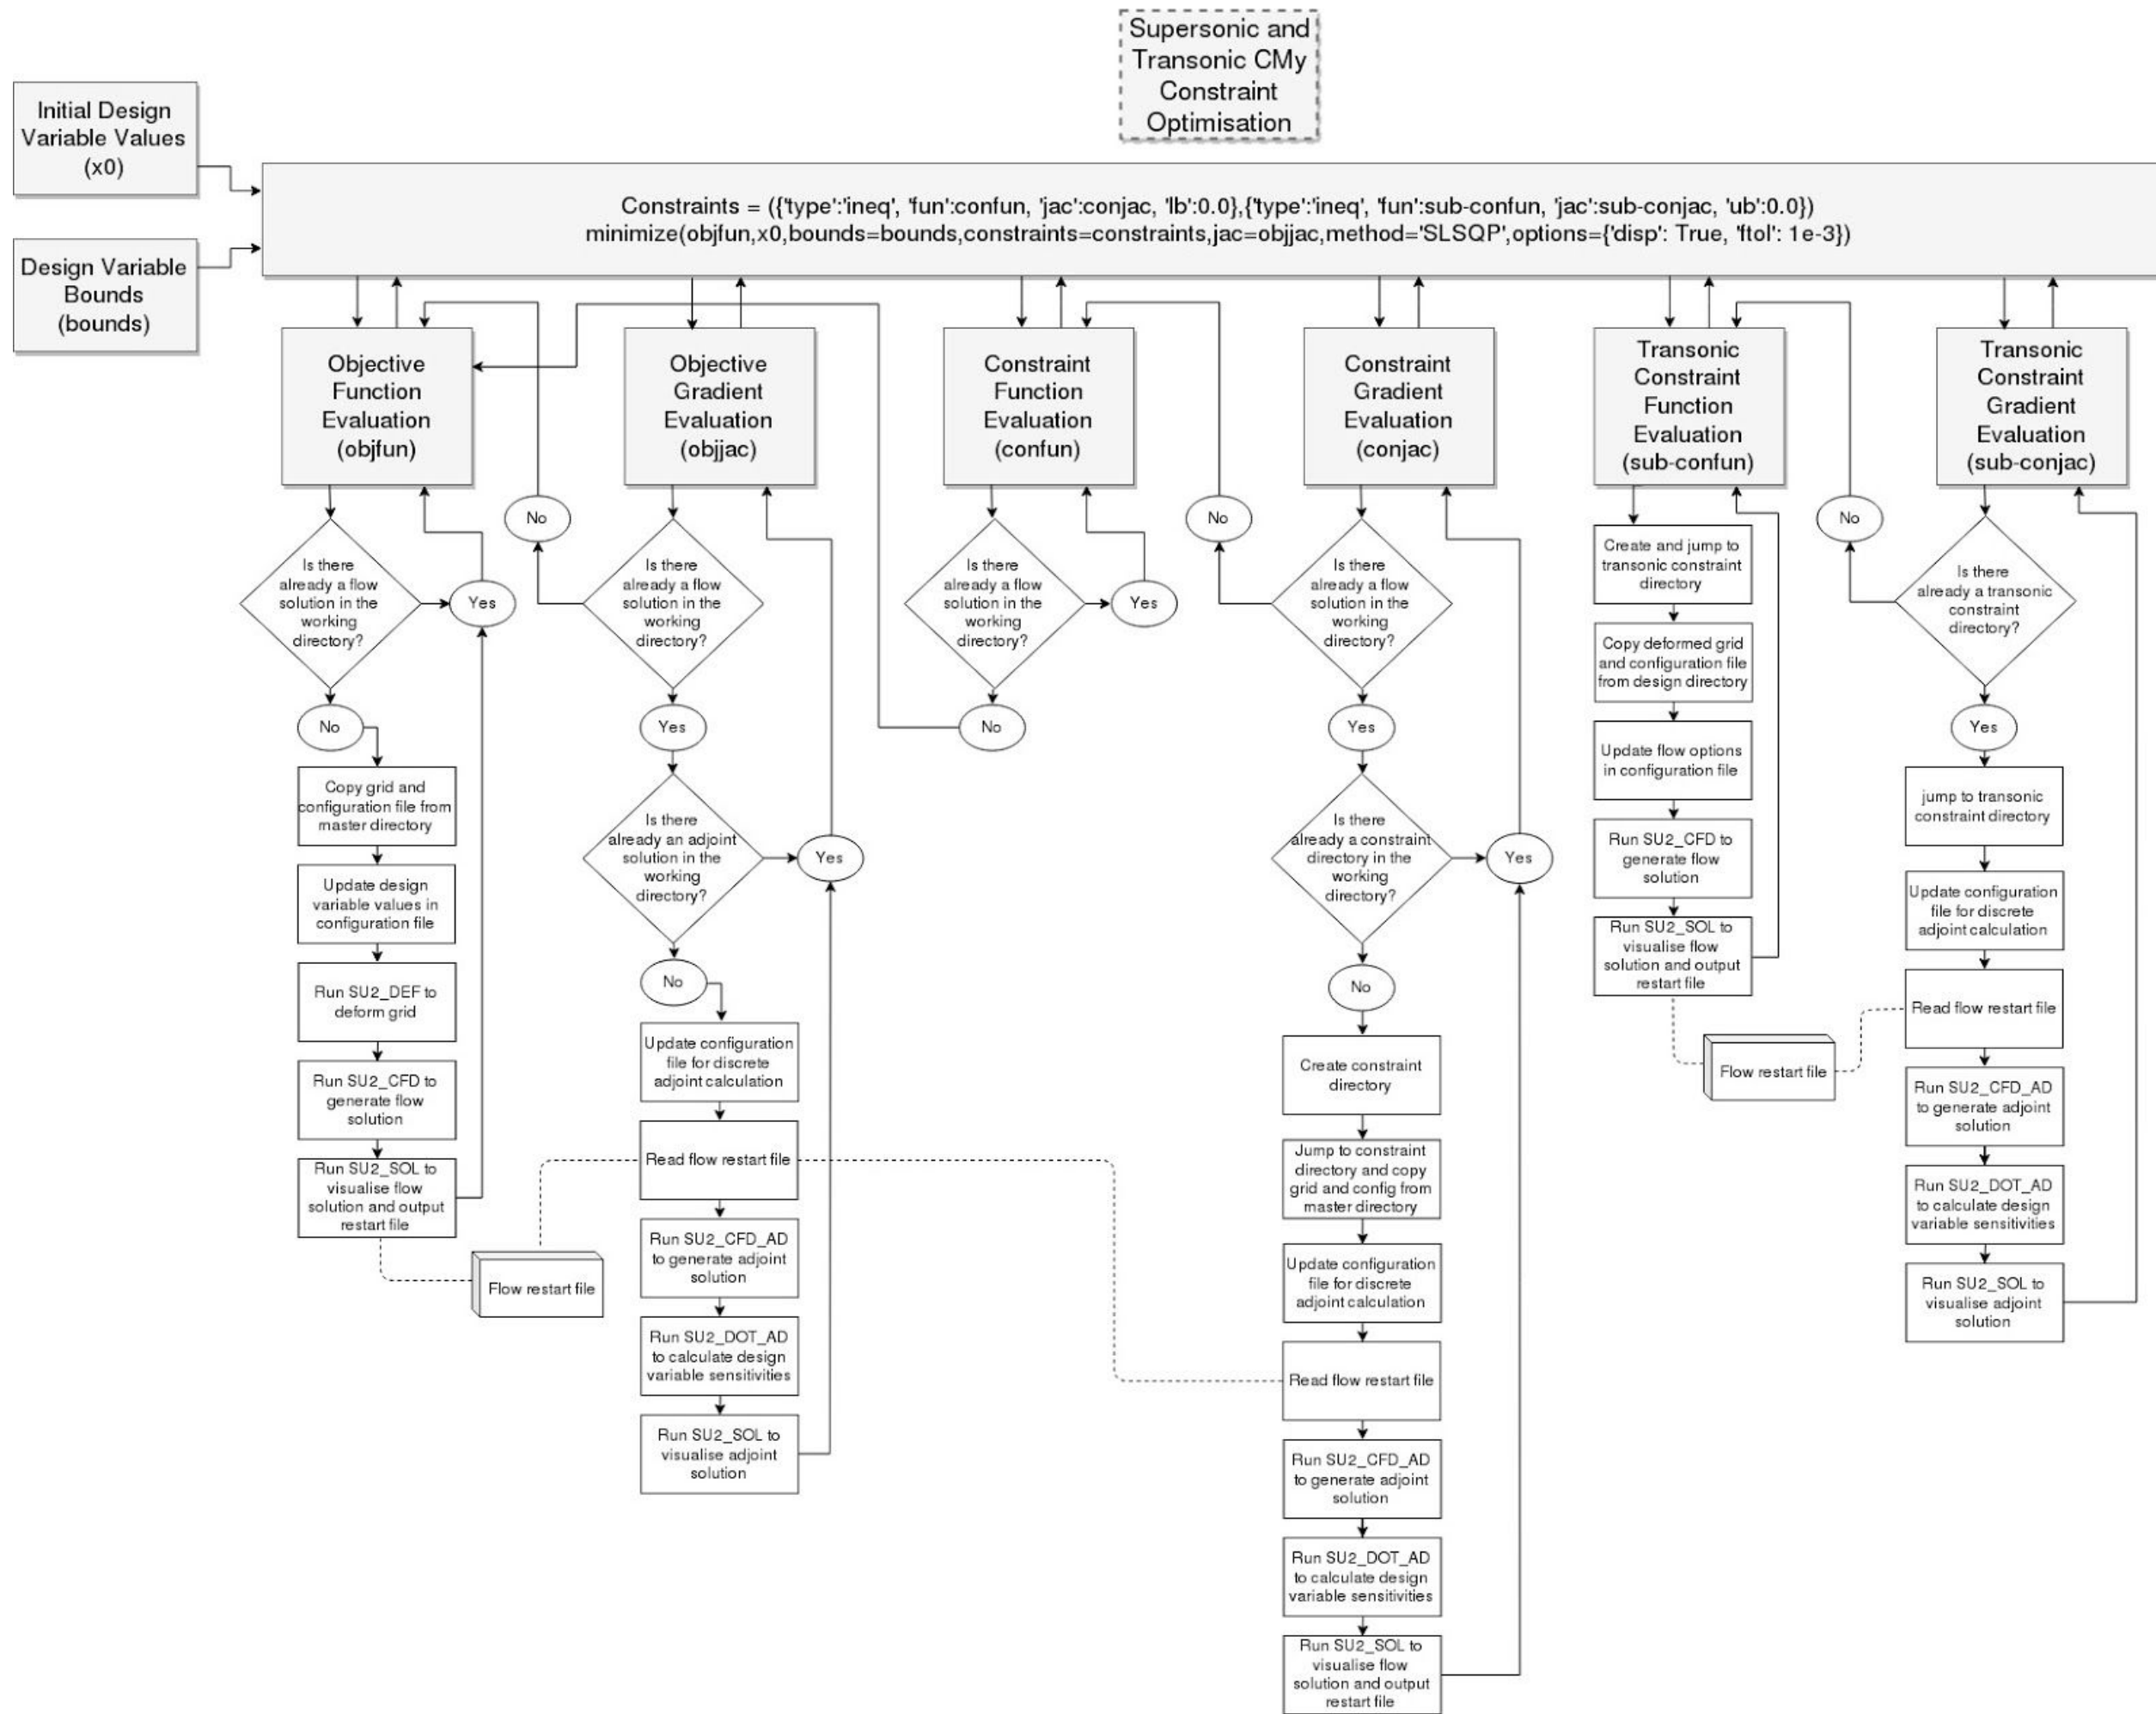 Supersonic and
Transonic CMy
Constraint
Optimisation
Initial Design
Variable Values
(x0)
Design Variable
Bounds
(bounds)
Constraints = ({'type':'ineq', 'fun':confun, 'jac':conjac, 'lb':0.0},{'type':'ineq', 'fun':sub-confun, 'jac':sub-conjac, 'ub':0.0})
minimize(objfun,x0,bounds=bounds,constraints=constraints,jac=objjac,method='SLSQP',options={'disp': True, 'ftol': 1e-3})
Objective
Function
Evaluation
(objfun)
Is there
already a flow
solution in the
working
directory?
Yes
No
Copy grid and
configuration file from
master directory
Update design
variable values in
configuration file
Run SU2_DEF to
deform grid
Run SU2_CFD to
generate flow
solution
Run SU2_SOL to
visualise flow
solution and output
restart file
Flow restart file
Objective
Gradient
Evaluation
(objjac)
No
Is there
already a flow
solution in the
working
directory?
Yes
Is there
already an adjoint
solution in the
working
directory?
Yes
No
Update configuration
file for discrete
adjoint calculation
Read flow restart file
Run SU2_CFD_AD
to generate adjoint
solution
Run SU2_DOT_AD
to calculate design
variable sensitivities
Run SU2_SOL to
visualise adjoint
solution
Constraint
Function
Evaluation
(confun)
Is there
already a flow
solution in the
working
directory?
Yes
No
Constraint
Gradient
Evaluation
(conjac)
No
Is there
already a flow
solution in the
working
directory?
Yes
Is there
already a constraint
directory in the
working
directory?
Yes
No
Create constraint
directory
Jump to constraint
directory and copy
grid and config from
master directory
Update configuration
file for discrete
adjoint calculation
Read flow restart file
Run SU2_CFD_AD
to generate adjoint
solution
Run SU2_DOT_AD
to calculate design
variable sensitivities
Run SU2_SOL to
visualise flow
solution and output
restart file
Transonic
Constraint
Function
Evaluation
(sub-confun)
Create and jump to
transonic constraint
directory
Copy deformed grid
and configuration file
from design directory
Update flow options
in configuration file
Run SU2_CFD to
generate flow
solution
Run SU2_SOL to
visualise flow
solution and output
restart file
Flow restart file
Transonic
Constraint
Gradient
Evaluation
(sub-conjac)
No
Is there
already a transonic
constraint
directory?
Yes
jump to transonic
constraint directory
Update configuration
file for discrete
adjoint calculation
Read flow restart file
Run SU2_CFD_AD
to generate adjoint
solution
Run SU2_DOT_AD
to calculate design
variable sensitivities
Run SU2_SOL to
visualise adjoint
solution